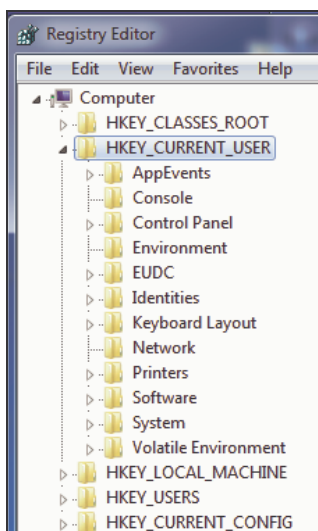 Registry Editor
File Edit View Favorites Help
Computer
HKEY_CLASSES_ROOT
HKEY_CURRENT_USER
AppEvents
Console
Control Panel
Environment
EUDC
Identities
Keyboard Layout
Network
Printers
Software
System
Volatile Environment
HKEY_LOCAL_MACHINE
HKEY_USERS
HKEY_CURRENT_CONFIG